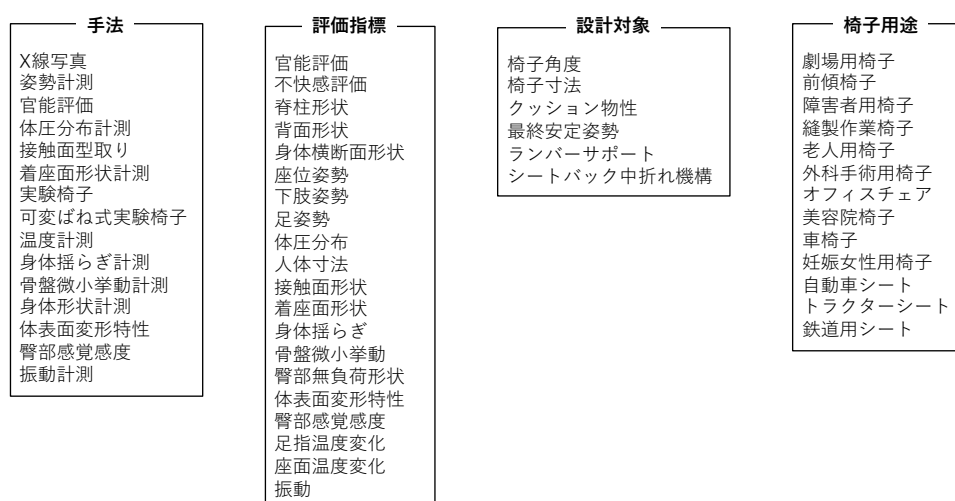 手法
X線写真
姿勢計測
官能評価
体圧分布計測
接触面型取り
着座面形状計測
実験椅子
可変ばね式実験椅子
温度計測
身体揺らぎ計測
骨盤微小挙動計測
身体形状計測
体表面変形特性
臀部感覚感度
振動計測
評価指標
官能評価
不快感評価
脊柱形状
背面形状
身体横断面形状
座位姿勢
下肢姿勢
足姿勢
体圧分布
人体寸法
接触面形状
着座面形状
身体揺らぎ
骨盤微小挙動
臀部無負荷形状
体表面変形特性
臀部感覚感度
足指温度変化
座面温度変化
振動
設計対象
椅子角度
椅子寸法
クッション物性
最終安定姿勢
ランバーサポート
シートバック中折れ機構
椅子用途
劇場用椅子
前傾椅子
障害者用椅子
縫製作業椅子
老人用椅子
外科手術用椅子
オフィスチェア
美容院椅子
車椅子
妊娠女性用椅子
自動車シート
トラクターシート
鉄道用シート